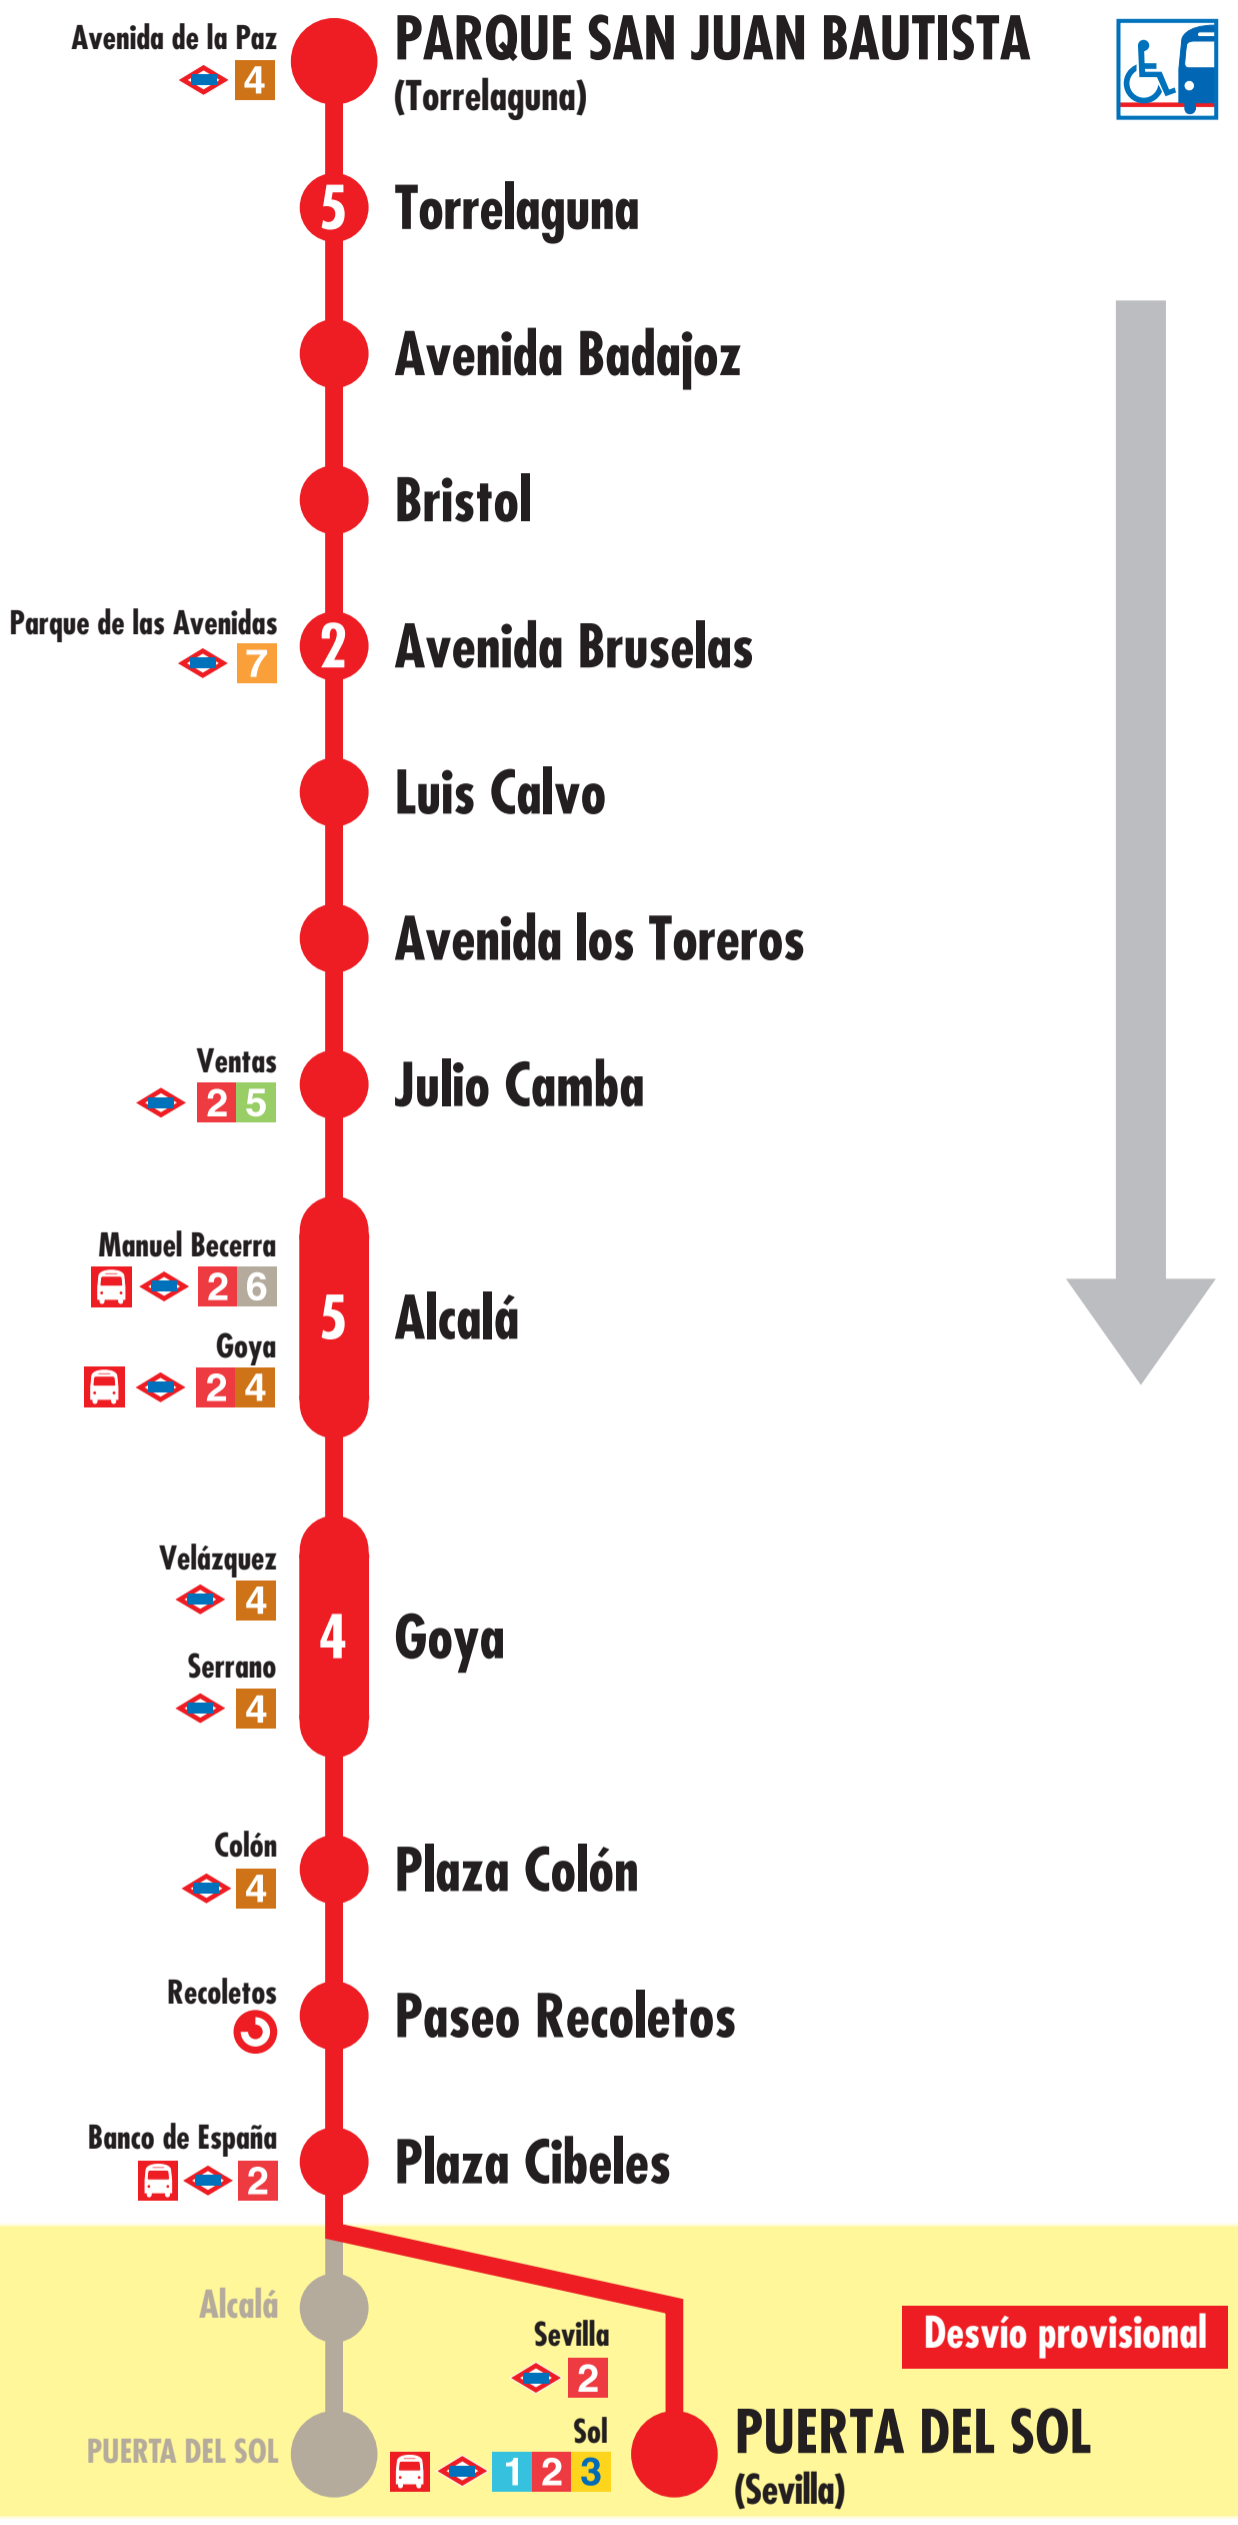 Avenida de la Paz
4
PARQUE SAN JUAN BAUTISTA
(Torrelaguna)
5
Torrelaguna
Avenida Badajoz
Bristol
Parque de las Avenidas
7
2
Avenida Bruselas
Luis Calvo
Avenida los Toreros
Ventas
2 5
Julio Camba
Manuel Becerra
2 6
Goya
2 4
5
Alcalá
Velázquez
4
Serrano
4
4
Goya
Colón
4
Plaza Colón
Recoletos
Paseo Recoletos
Banco de España
2
Plaza Cibeles
Alcalá
PUERTA DEL SOL
Sevilla
2
Sol
1 2 3
Desvío provisional
PUERTA DEL SOL
(Sevilla)